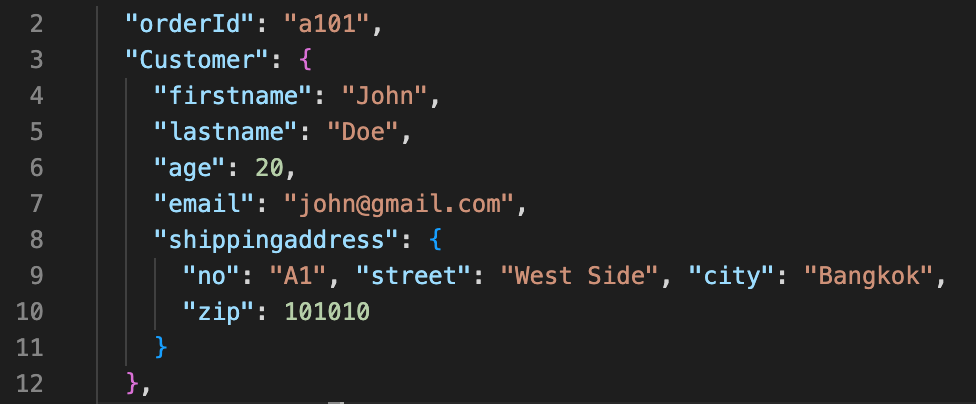 2 "orderId": "a101",
3 "Customer": {
4 "firstname": "John",
5 "lastname": "Doe",
6 "age": 20,
7 "email": "john@gmail.com",
8 "shippingaddress": {
9 "no": "A1", "street": "West Side", "city": "Bangkok",
10 "zip": 101010
11 }
12 },